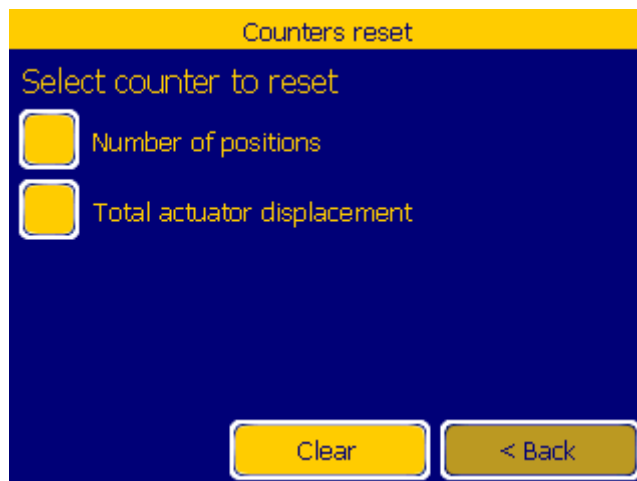 Counters reset
Select counter to reset
Number of positions
Total actuator displacement
Clear
< Back